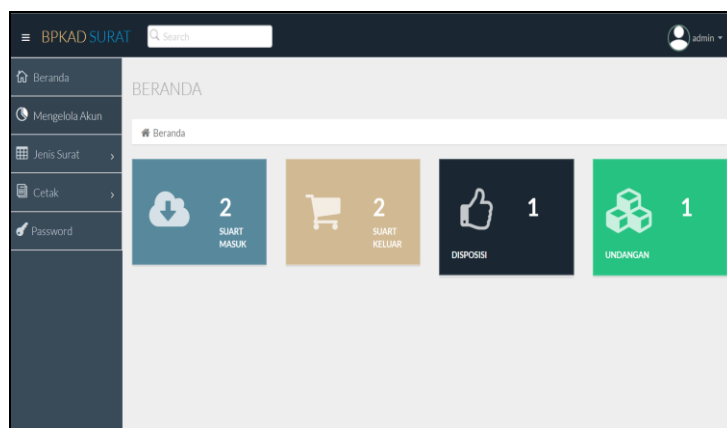 BPKAD SURAT
Search
admin
Beranda
Mengelola Akun
Jenis Surat
Cetak
Password
BERANDA
Beranda
2
SUART
MASUK
2
SUART
KELUAR
1
DISPOSISI
1
UNDANGAN